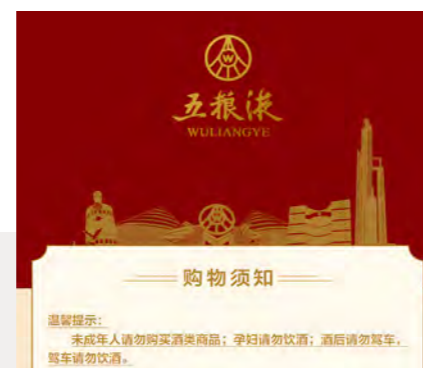 W
五粮液
WULIANGYE
购物须知
温馨提示：
未成年人请勿购买酒类商品；孕妇请勿饮酒；酒后请勿驾车，
驾车请勿饮酒。